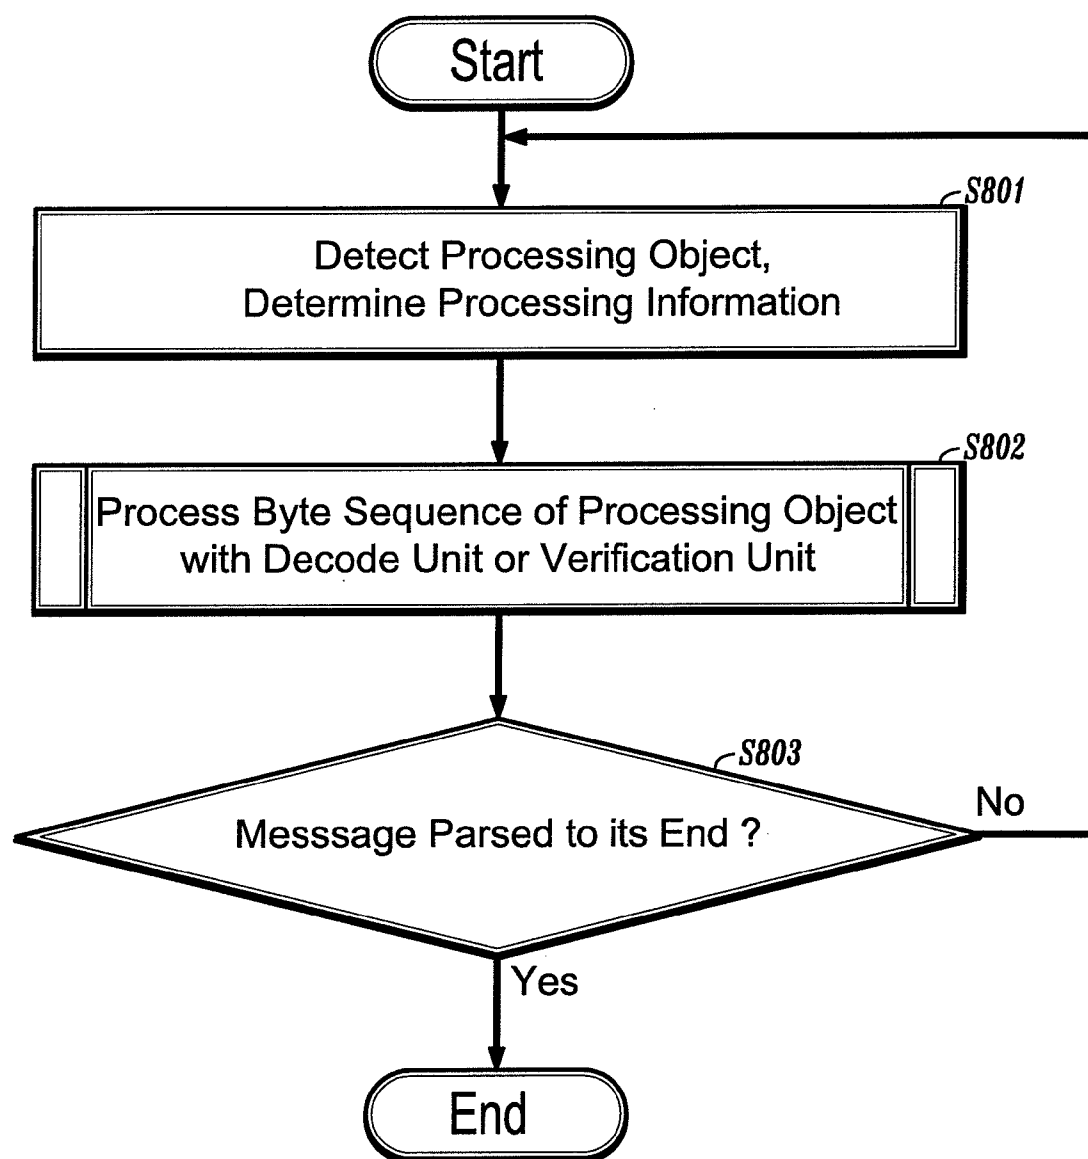 Start
S801
Detect Processing Object,
Determine Processing Information
S802
Process Byte Sequence of Processing Object
with Decode Unit or Verification Unit
S803
Messsage Parsed to its End ?
No
Yes
End